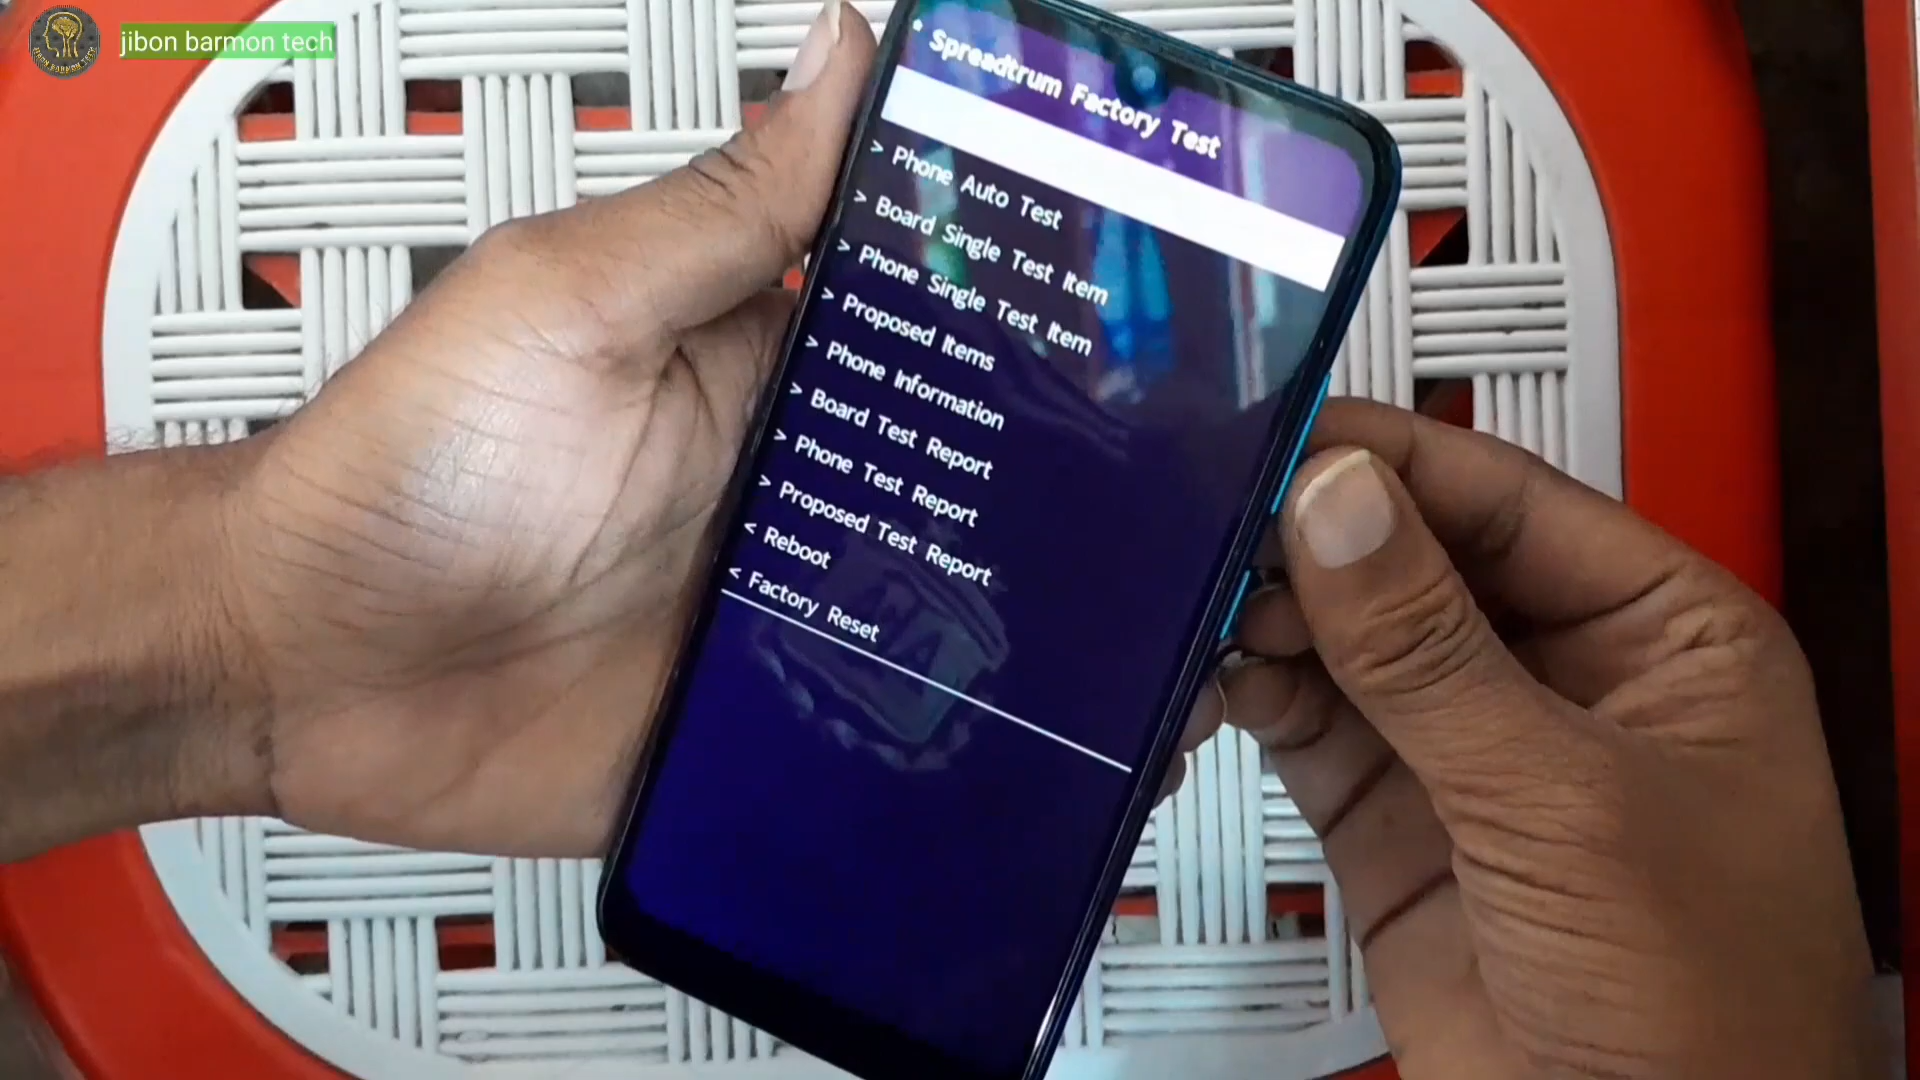 jibon barmon tech
* Spreadtrum Factory Test
> Phone Auto Test
> Board Single Test Item
> Phone Single Test Item
> Proposed Items
> Phone Information
> Board Test Report
> Phone Test Report
> Proposed Test Report
< Reboot
< Factory Reset